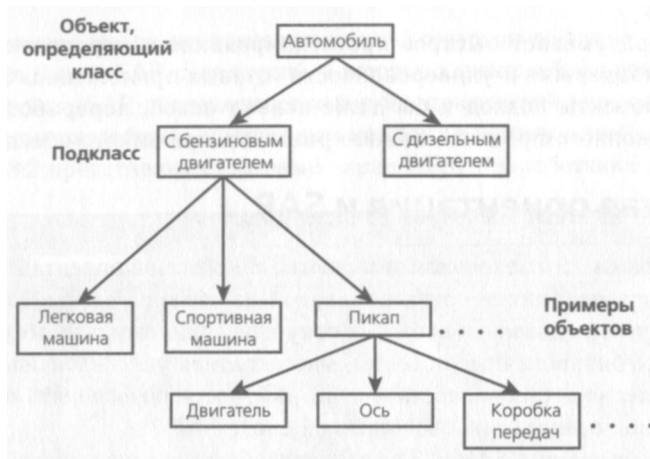 Объект,
определяющий
класс
Автомобиль
Подкласс
С бензиновым
двигателем
С дизельным
двигателем
Легковая
машина
Спортивная
машина
Пикап
Примеры
объектов
Двигатель
Ось
Коробка
передач